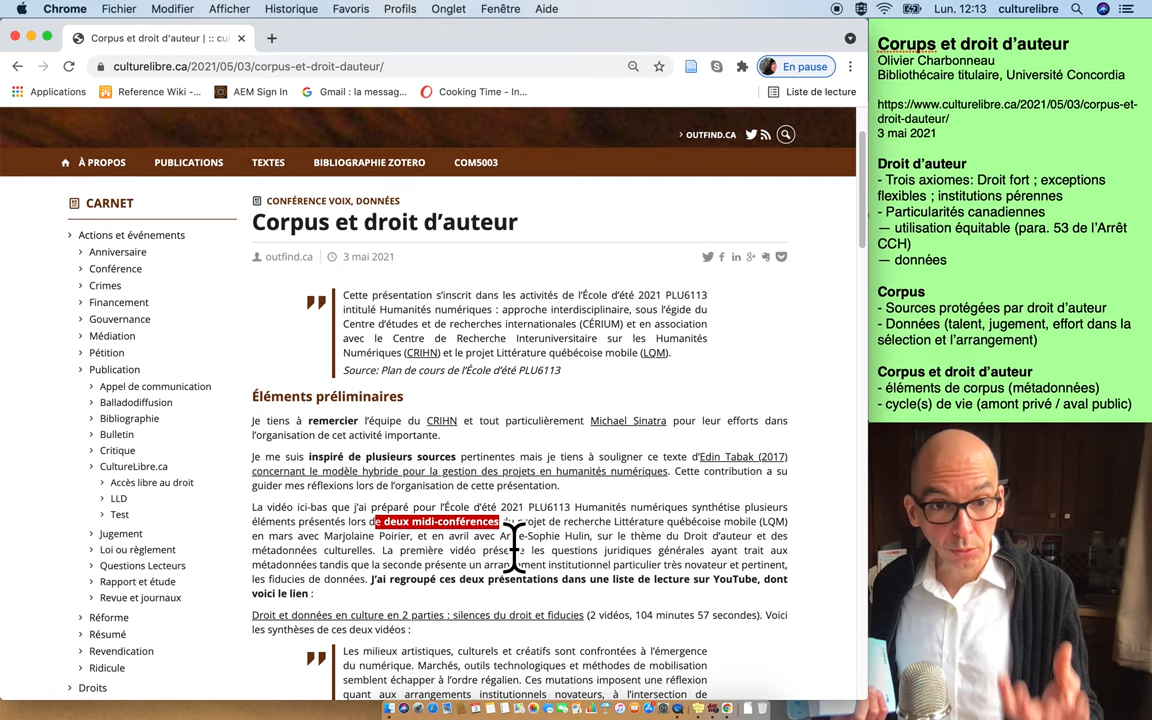 Chrome Fichier Modifier Afficher Historique Favoris Profils Onglet Fenêtre Aide
Lun. 12:13 culturelibre
Corpus et droit d'auteur | :: cul
culturelibre.ca/2021/05/03/corpus-et-droit-dauteur/
En pause
Applications Reference Wiki -... AEM Sign In Gmail : la messag... Cooking Time - In... Liste de lecture
OUTFIND.CA
À PROPOS PUBLICATIONS TEXTES BIBLIOGRAPHIE ZOTERO COM5003
CARNET
Actions et événements
Anniversaire
Conférence
Crimes
Financement
Gouvernance
Médiation
Pétition
Publication
Appel de communication
Balladodiffusion
Bibliographie
Bulletin
Critique
CultureLibre.ca
Accès libre au droit
LLD
Test
Jugement
Loi ou règlement
Questions Lecteurs
Rapport et étude
Revue et journaux
Réforme
Résumé
Revendication
Ridicule
Droits
CONFÉRENCE VOIX, DONNÉES
Corpus et droit d'auteur
outfind.ca 3 mai 2021
Cette présentation s'inscrit dans les activités de l'École d'été 2021 PLU6113
intitulé Humanités numériques : approche interdisciplinaire, sous l'égide du
Centre d'études et de recherches internationales (CÉRIUM) et en association
avec le Centre de Recherche Interuniversitaire sur les Humanités
Numériques (CRIHN) et le projet Littérature québécoise mobile (LQM).
Source: Plan de cours de l'École d'été PLU6113
Éléments préliminaires
Je tiens à remercier l'équipe du CRIHN et tout particulièrement Michael Sinatra pour leur efforts dans
l'organisation de cet activité importante.
Je me suis inspiré de plusieurs sources pertinentes mais je tiens à souligner ce texte d'Edin Tabak (2017)
concernant le modèle hybride pour la gestion des projets en humanités numériques. Cette contribution a su
guider mes réflexions lors de l'organisation de cette présentation.
La vidéo ici-bas que j'ai préparé pour l'École d'été 2021 PLU6113 Humanités numériques synthétise plusieurs
éléments présentés lors de deux midi-conférences projet de recherche Littérature québécoise mobile (LQM)
en mars avec Marjolaine Poirier, et en avril avec e-Sophie Hulin, sur le thème du Droit d'auteur et des
métadonnées culturelles. La première vidéo les questions juridiques générales ayant trait aux
métadonnées tandis que la seconde présente un arrangement institutionnel particulier très novateur et pertinent,
les fiducies de données. J'ai regroupé ces deux présentations dans une liste de lecture sur YouTube, dont
voici le lien :
Droit et données en culture en 2 parties : silences du droit et fiducies (2 vidéos, 104 minutes 57 secondes). Voici
les synthèses de ces deux vidéos :
Les milieux artistiques, culturels et créatifs sont confrontées à l'émergence
du numérique. Marchés, outils technologiques et méthodes de mobilisation
semblent échapper à l'ordre régalien. Ces mutations imposent une réflexion
quant aux arrangements institutionnels novateurs, à l'intersection de
Corups et droit d'auteur
Olivier Charbonneau
Bibliothécaire titulaire, Université Concordia
https://www.culturelibre.ca/2021/05/03/corpus-et-
droit-dauteur/
3 mai 2021
Droit d'auteur
- Trois axiomes: Droit fort ; exceptions
flexibles ; institutions pérennes
- Particularités canadiennes
— utilisation équitable (para. 53 de l'Arrêt
CCH)
— données
Corpus
- Sources protégées par droit d'auteur
- Données (talent, jugement, effort dans la
sélection et l'arrangement)
Corpus et droit d'auteur
- éléments de corpus (métadonnées)
- cycle(s) de vie (amont privé / aval public)